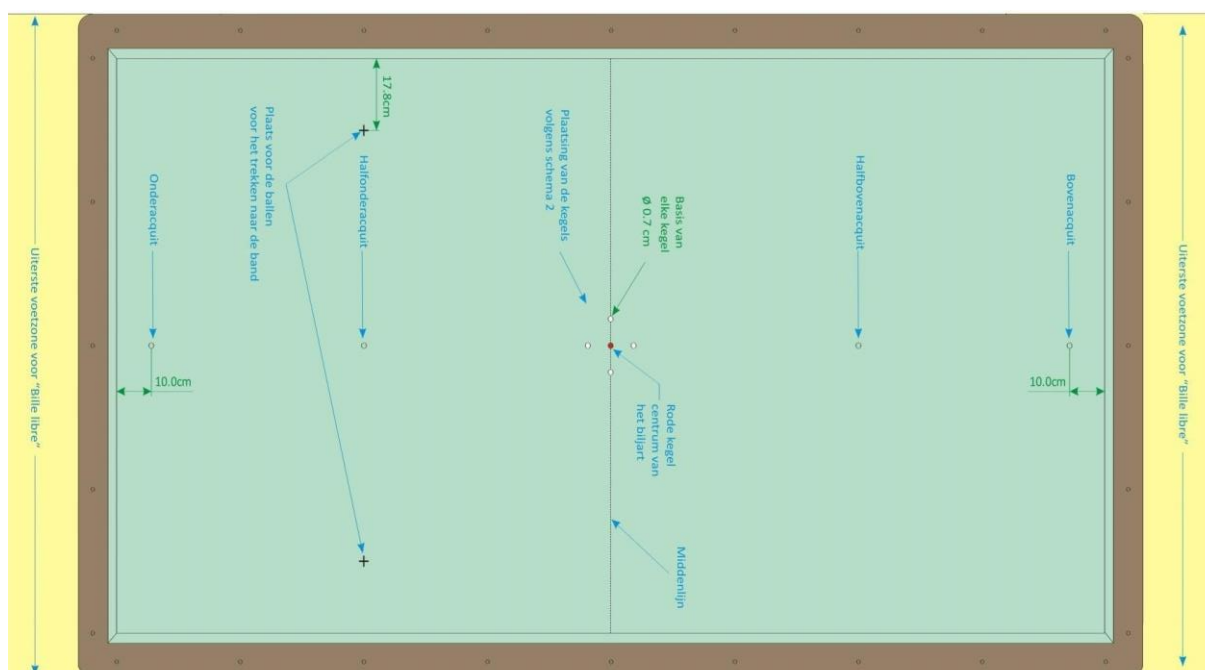 Uiterste voetzone voor "Bille libre"
Onderacquit
10.0cm
Plaats voor de ballen
voor het trekken naar de band
17.8cm
Halfonderacquit
Plaatsing van de kegels
volgens schema 2
Basis van
elke kegel
Ø 0.7 cm
Rode kegel
centrum van
het biljart
Middenlijn
Halfbovenacquit
Bovenacquit
10.0cm
Uiterste voetzone voor "Bille libre"